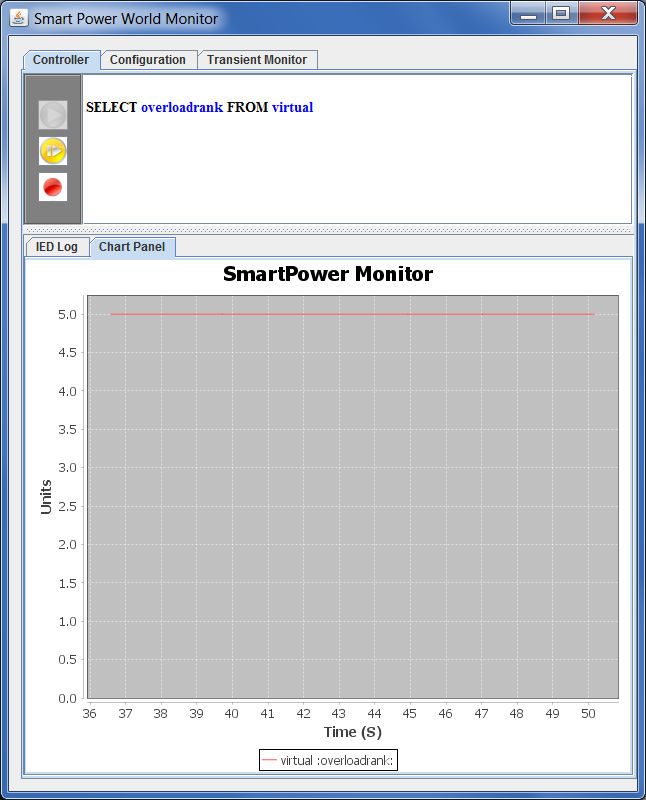 Smart Power World Monitor
Controller Configuration Transient Monitor
SELECT overloadrank FROM virtual
IED Log Chart Panel
SmartPower Monitor
5.0
4.5
4.0
3.5
3.0
2.5
2.0
1.5
1.0
0.5
0.0
Units
36 37 38 39 40 41 42 43 44 45 46 47 48 49 50
Time (S)
virtual :overloadrank: